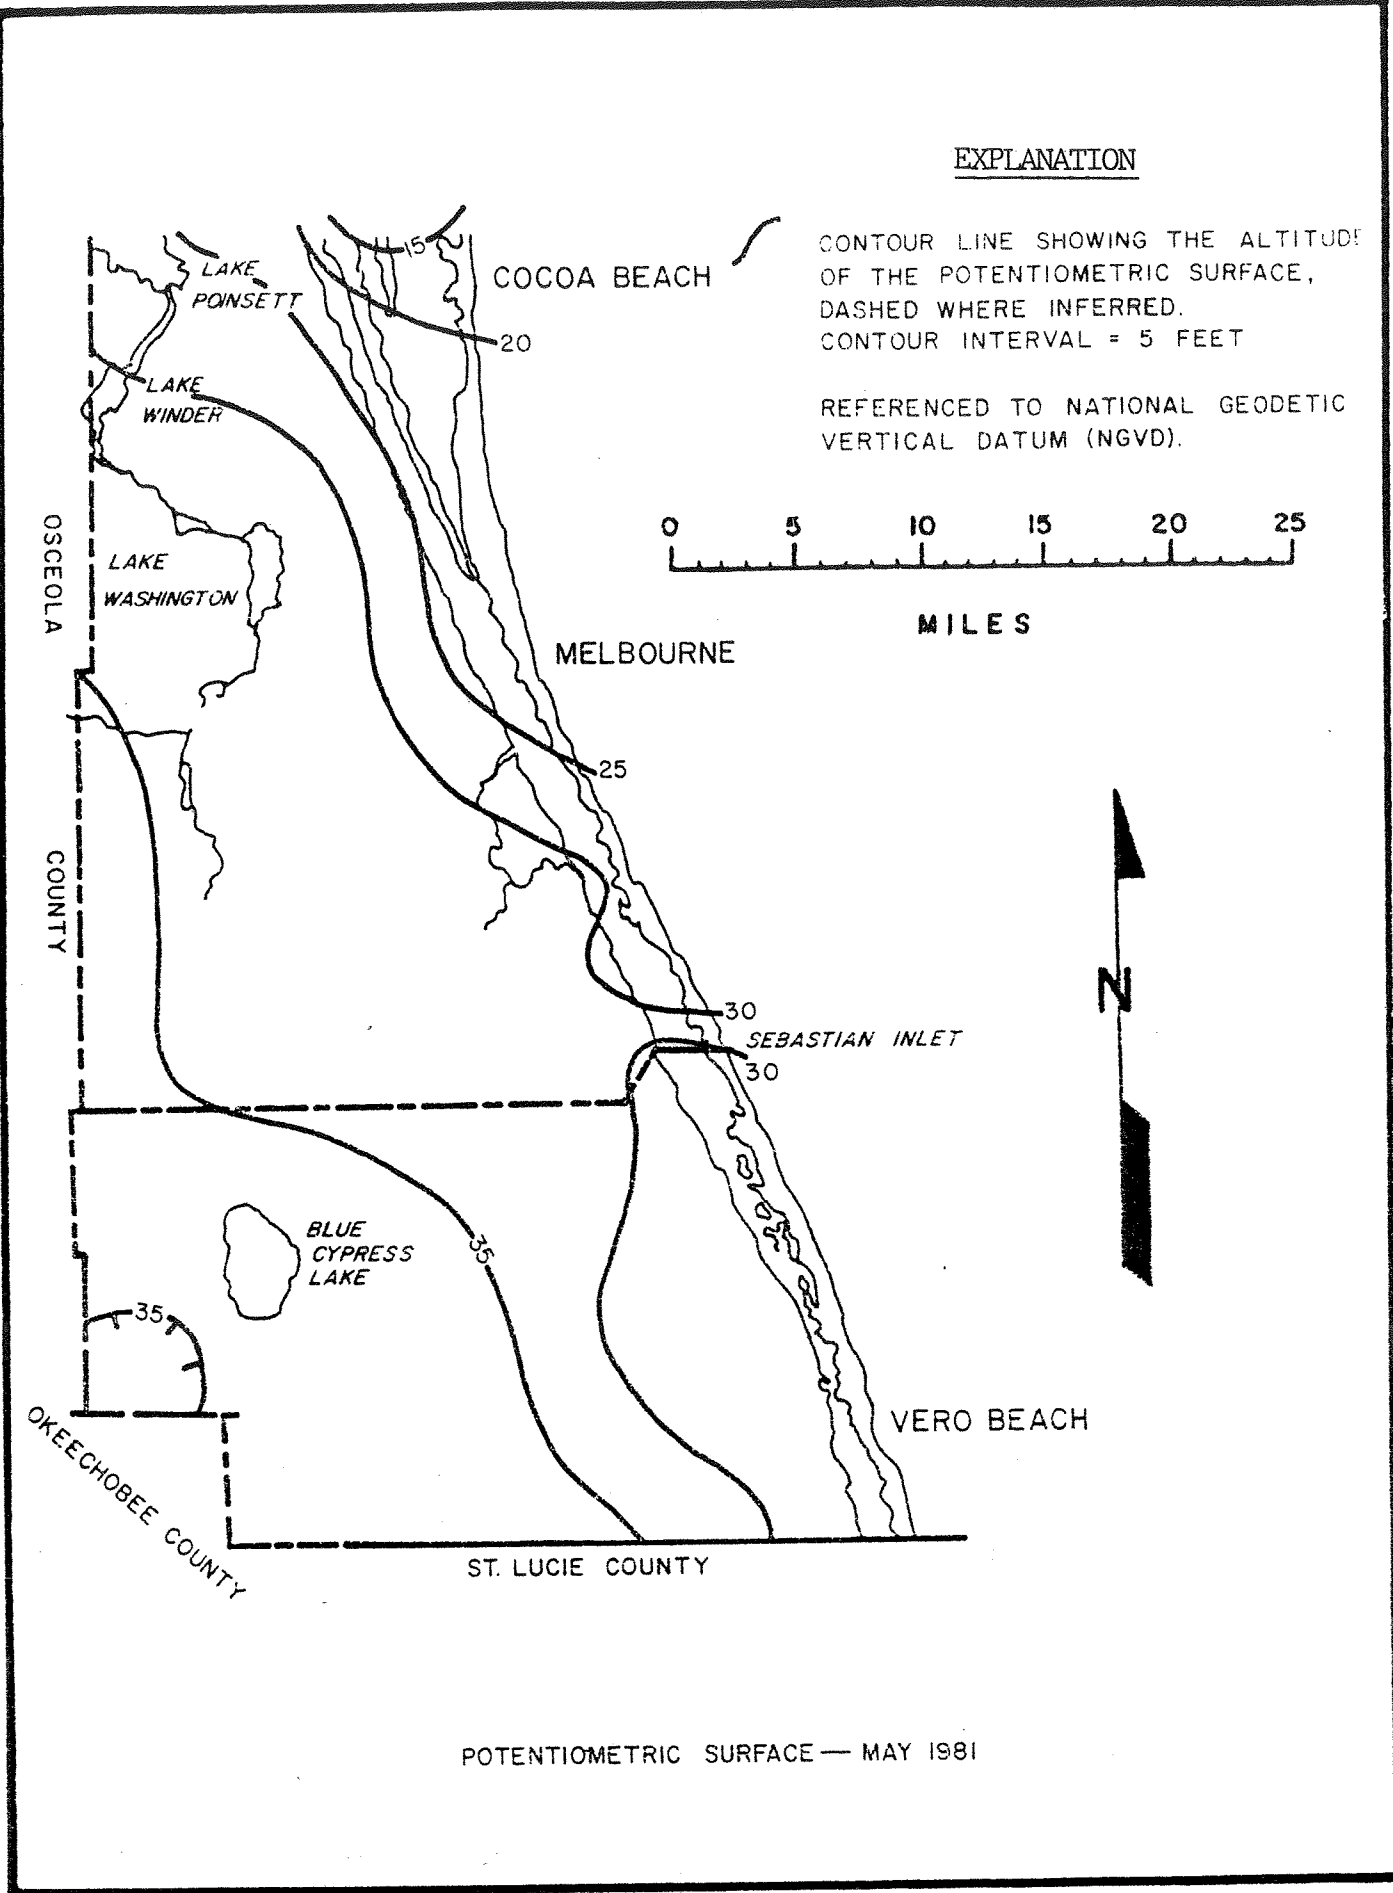 EXPLANATION
CONTOUR LINE SHOWING THE ALTITUDE
OF THE POTENTIOMETRIC SURFACE,
DASHED WHERE INFERRED.
CONTOUR INTERVAL = 5 FEET
REFERENCED TO NATIONAL GEODETIC
VERTICAL DATUM (NGVD).
0 5 10 15 20 25
MILES
15
LAKE
POINSETT
COCOA BEACH
20
LAKE
WINDER
OSCEOLA
COUNTY
LAKE
WASHINGTON
MELBOURNE
25
N
30
SEBASTIAN INLET
30
BLUE
CYPRESS
LAKE
35
35
VERO BEACH
OKEECHOBEE COUNTY
ST. LUCIE COUNTY
POTENTIOMETRIC SURFACE — MAY 1981